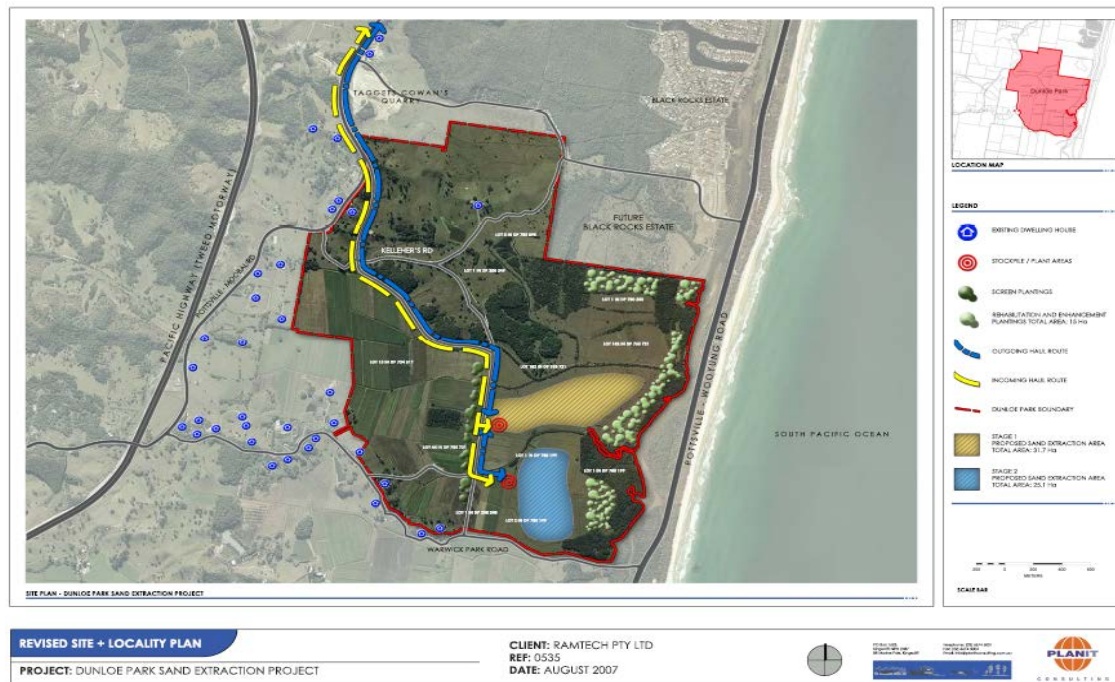 TAGGETS COWAN'S
QUARRY
BLACK ROCKS ESTATE
FUTURE
BLACK ROCKS ESTATE
KELLEHER'S RD
PACIFIC HIGHWAY (TWEED MOTORWAY)
POTTSVILLE - MOOBAL RD
POTTSVILLE - WOOYUNG ROAD
SOUTH PACIFIC OCEAN
WARWICK PARK ROAD
SITE PLAN - DUNLOE PARK SAND EXTRACTION PROJECT
Dunloe Park
LOCATION MAP
LEGEND
EXISTING DWELLING HOUSE
STOCKPILE / PLANT AREAS
SCREEN PLANTINGS
REHABILITATION AND ENHANCEMENT
PLANTINGS TOTAL AREA: 15 Ha
OUTGOING HAUL ROUTE
INCOMING HAUL ROUTE
DUNLOE PARK BOUNDARY
STAGE 1
PROPOSED SAND EXTRACTION AREA
TOTAL AREA: 31.7 Ha
STAGE 2
PROPOSED SAND EXTRACTION AREA
TOTAL AREA: 25.1 Ha
METERS
SCALE BAR
REVISED SITE + LOCALITY PLAN
PROJECT: DUNLOE PARK SAND EXTRACTION PROJECT
CLIENT: RAMTECH PTY LTD
REF: 0535
DATE: AUGUST 2007
PLANIT
CONSULTING